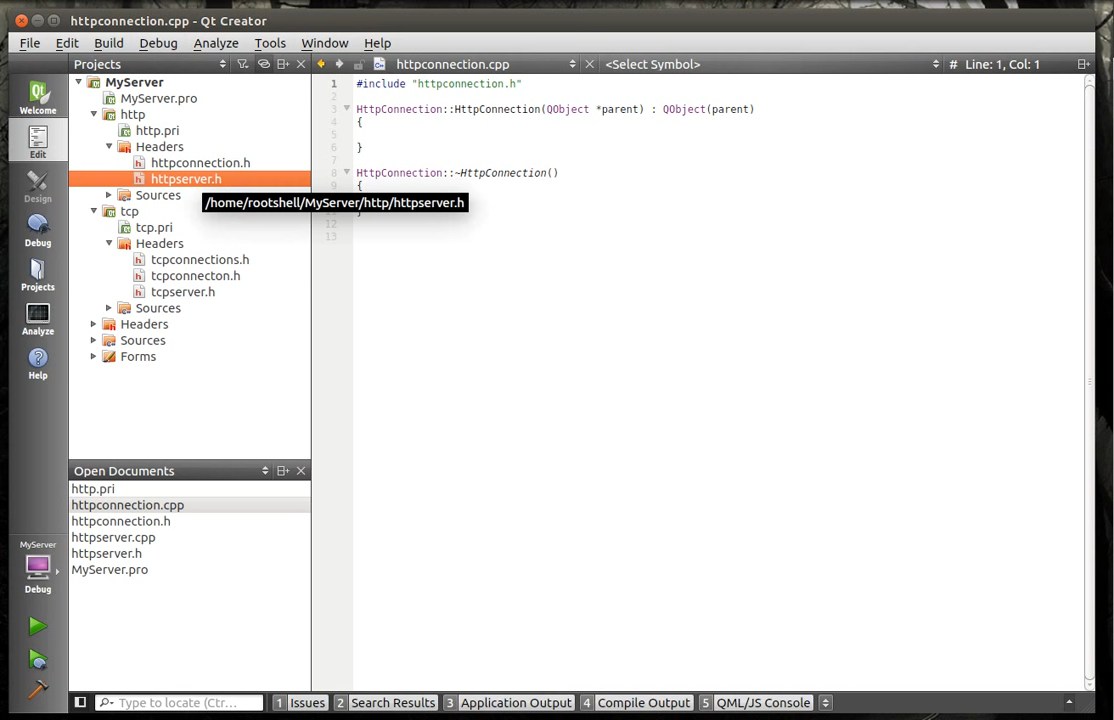 httpconnection.cpp - Qt Creator
File Edit Build Debug Analyze Tools Window Help
Projects
httpconnection.cpp
<Select Symbol>
# Line: 1, Col: 1
Welcome
Edit
Design
Debug
Projects
Analyze
Help
MyServer
MyServer.pro
http
http.pri
Headers
httpconnection.h
httpserver.h
Sources
/home/rootshell/MyServer/http/httpserver.h
tcp
tcp.pri
Headers
tcpconnections.h
tcpconnecton.h
tcpserver.h
Sources
Headers
Sources
Forms
1 #include "httpconnection.h"
2
3 HttpConnection::HttpConnection(QObject *parent) : QObject(parent)
4 {
5
6 }
7
8 HttpConnection::~HttpConnection()
9 {
12
13
Open Documents
http.pri
httpconnection.cpp
httpconnection.h
httpserver.cpp
httpserver.h
MyServer.pro
MyServer
Debug
Type to locate (Ctr...
1 Issues 2 Search Results 3 Application Output 4 Compile Output 5 QML/JS Console